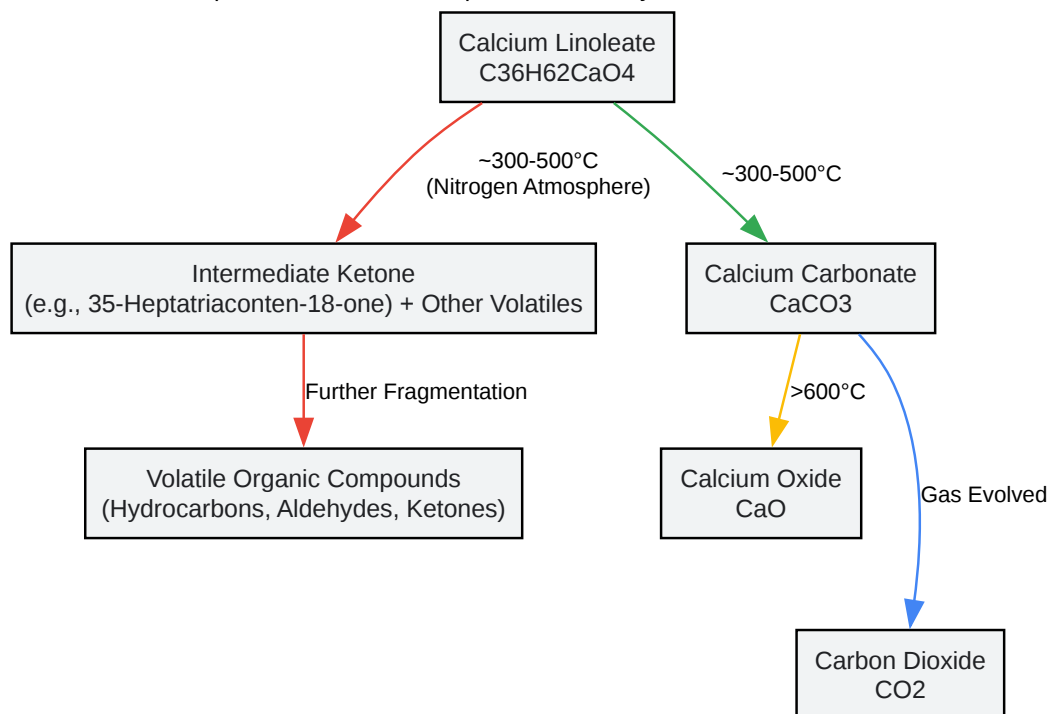 Calcium Linoleate
C36H62CaO4
~300-500°C
(Nitrogen Atmosphere)
~300-500°C
Intermediate Ketone
(e.g., 35-Heptatriaconten-18-one) + Other Volatiles
Calcium Carbonate
CaCO3
Further Fragmentation
>600°C
Volatile Organic Compounds
(Hydrocarbons, Aldehydes, Ketones)
Calcium Oxide
CaO
Gas Evolved
Carbon Dioxide
CO2